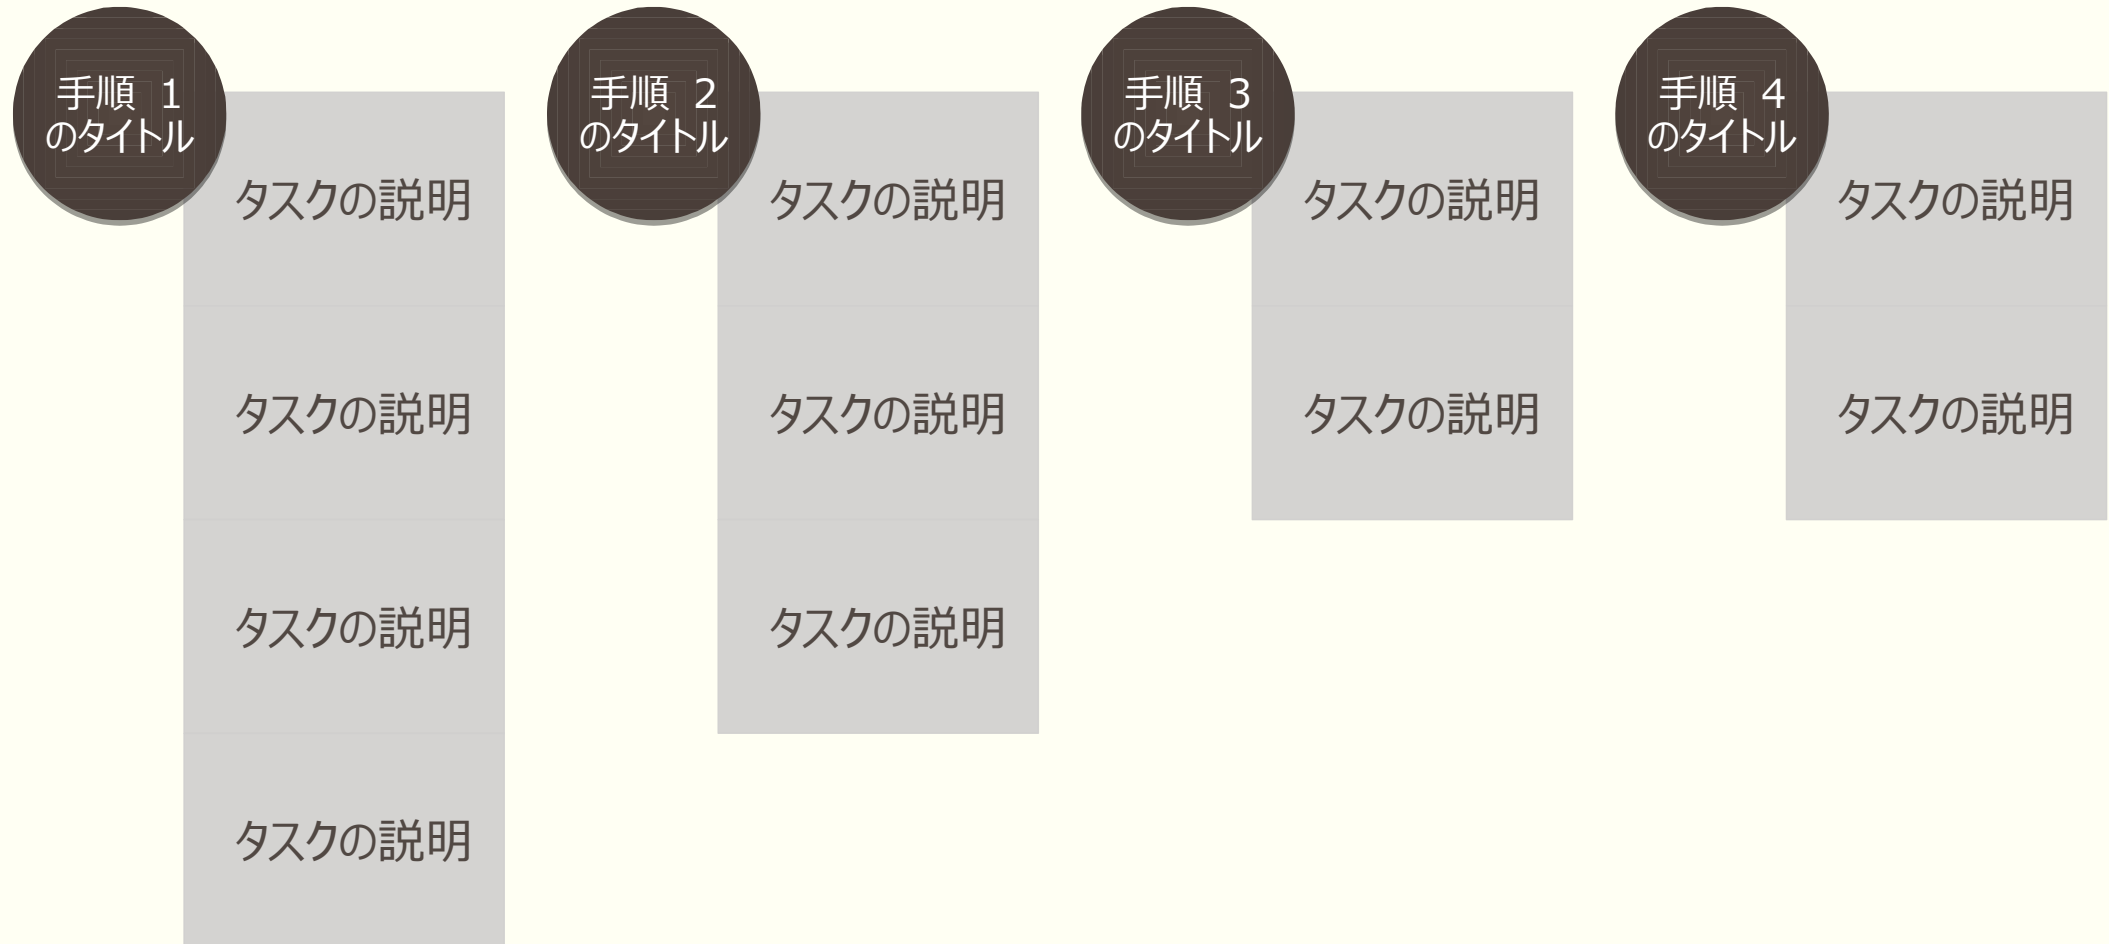 手順 1
のタイトル
タスクの説明
タスクの説明
タスクの説明
タスクの説明
手順 2
のタイトル
タスクの説明
タスクの説明
タスクの説明
手順 3
のタイトル
タスクの説明
タスクの説明
手順 4
のタイトル
タスクの説明
タスクの説明